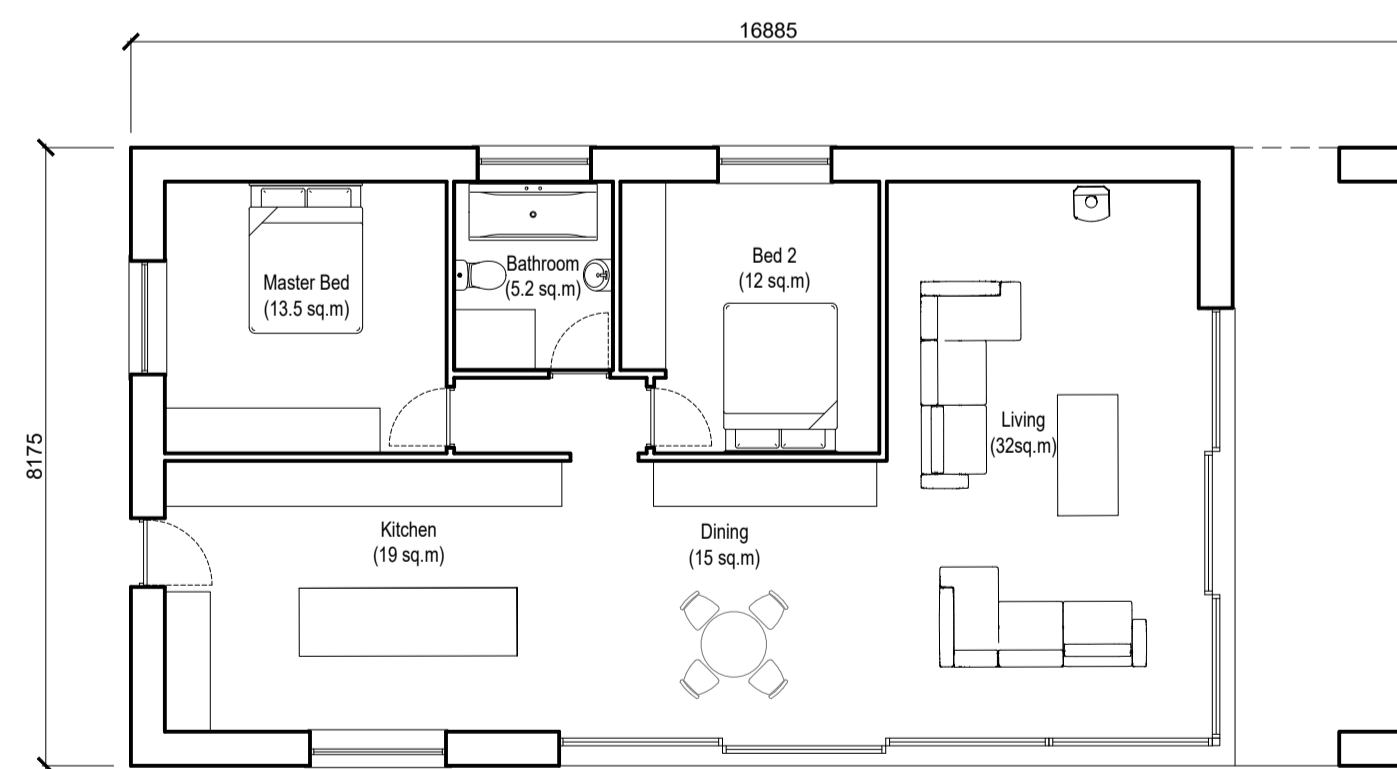 16885
8175
Master Bed
(13.5 sq.m)
Bathroom
(5.2 sq.m)
Bed 2
(12 sq.m)
Living
(32sq.m)
Kitchen
(19 sq.m)
Dining
(15 sq.m)